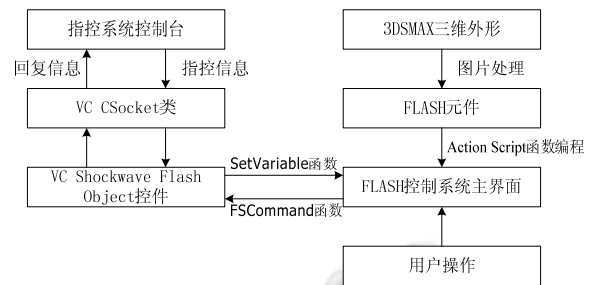 指控系统控制台
3DSMAX三维外形
回复信息
指控信息
图片处理
VC CSocket类
FLASH元件
Action Script函数编程
SetVariable函数
VC Shockwave Flash
Object控件
FLASH控制系统主界面
FSCommand函数
用户操作